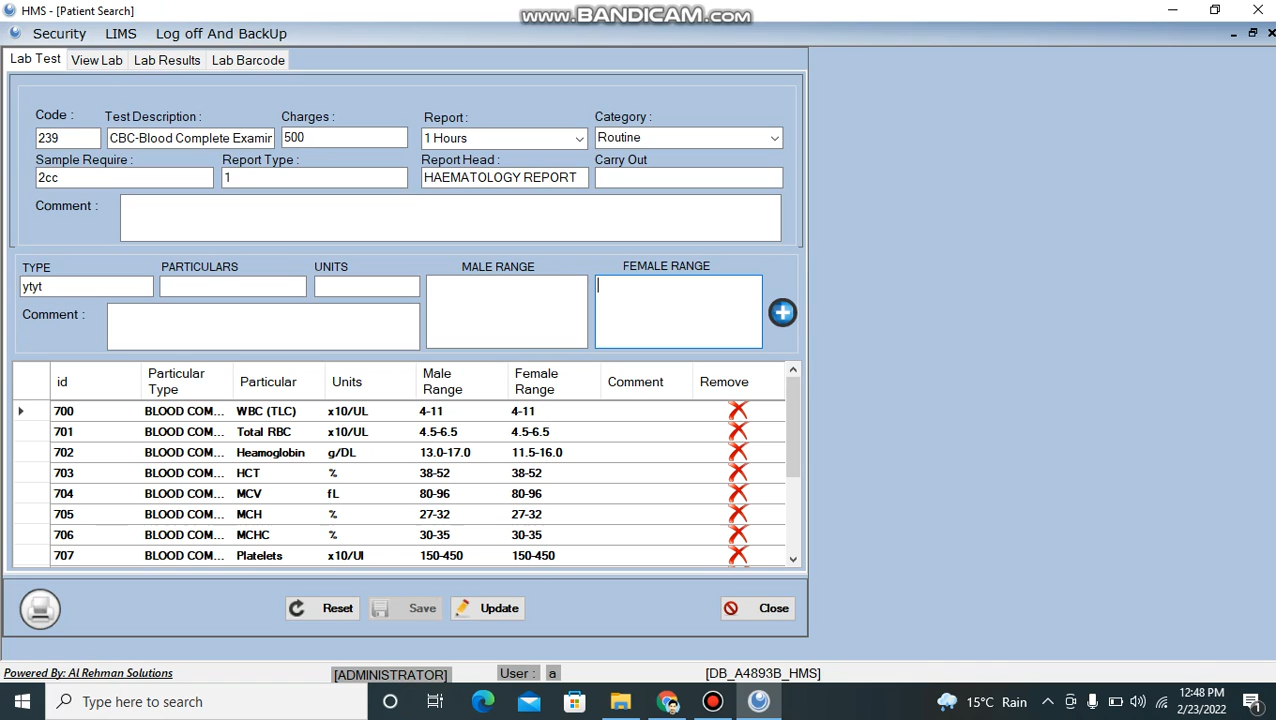 HMS - [Patient Search]
www.BANDICAM.com
Security LIMS Log off And BackUp
Lab Test View Lab Lab Results Lab Barcode
Code : Test Description : Charges : Report : Category :
239 CBC-Blood Complete Examir 500 1 Hours Routine
Sample Require : Report Type : Report Head : Carry Out
2cc 1 HAEMATOLOGY REPORT
Comment :
TYPE PARTICULARS UNITS MALE RANGE FEMALE RANGE
ytyt
Comment :
id Particular Type Particular Units Male Range Female Range Comment Remove
700 BLOOD COM... WBC (TLC) x10/UL 4-11 4-11
701 BLOOD COM... Total RBC x10/UL 4.5-6.5 4.5-6.5
702 BLOOD COM... Heamoglobin g/DL 13.0-17.0 11.5-16.0
703 BLOOD COM... HCT % 38-52 38-52
704 BLOOD COM... MCV fL 80-96 80-96
705 BLOOD COM... MCH % 27-32 27-32
706 BLOOD COM... MCHC % 30-35 30-35
707 BLOOD COM... Platelets x10/Ul 150-450 150-450
Reset Save Update Close
Powered By: Al Rehman Solutions [ADMINISTRATOR] User : a [DB_A4893B_HMS]
Type here to search 15°C Rain 12:48 PM
2/23/2022
1